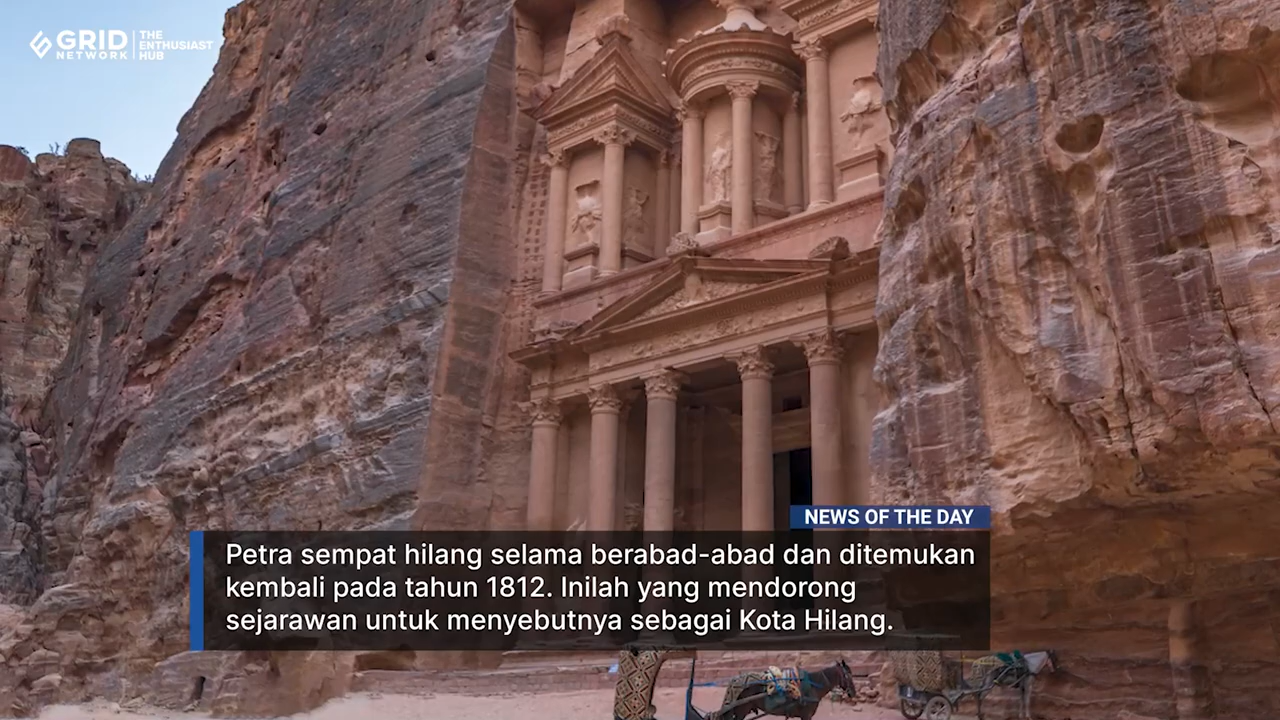 GRID
NETWORK
THE
ENTHUSIAST
HUB
NEWS OF THE DAY
Petra sempat hilang selama berabad-abad dan ditemukan
kembali pada tahun 1812. Inilah yang mendorong
sejarawan untuk menyebutnya sebagai Kota Hilang.